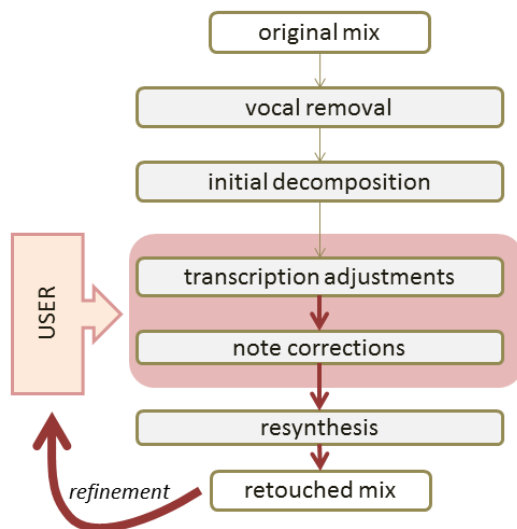 original mix
vocal removal
initial decomposition
transcription adjustments
USER
note corrections
resynthesis
refinement
retouched mix